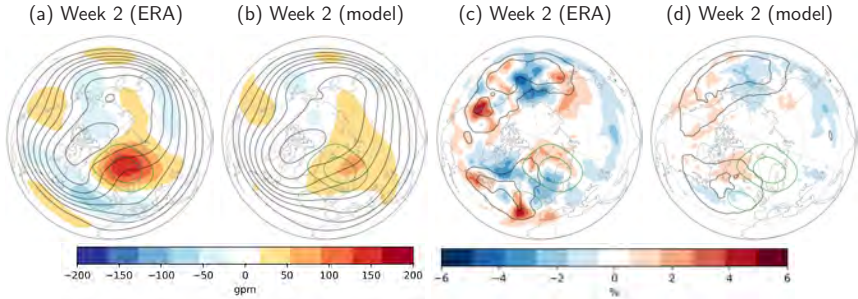 (a) Week 2 (ERA) (b) Week 2 (model) (c) Week 2 (ERA) (d) Week 2 (model)
−200 −150 −100 −50 0 50 100 150 200
gpm
−6 −4 −2 0 2 4 6
%